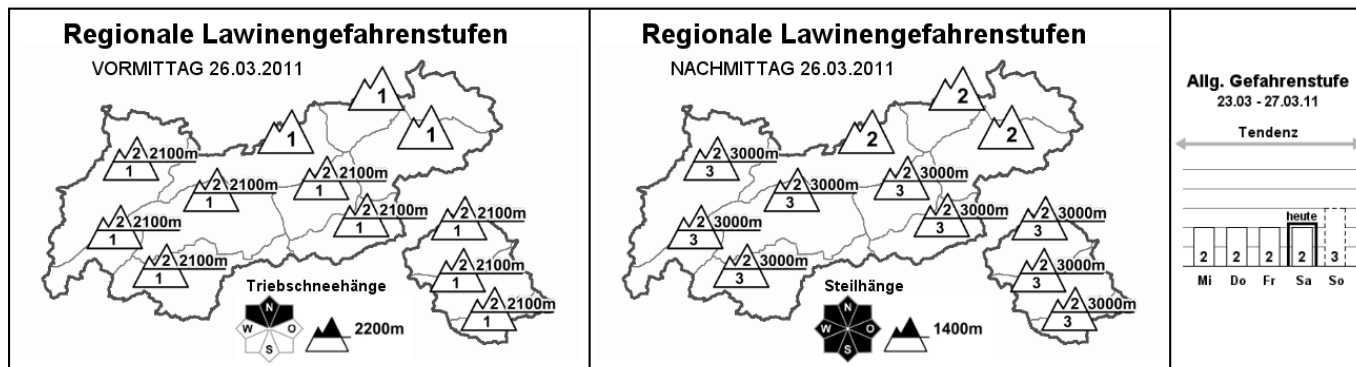 Regionale Lawinengefahrenstufen
VORMITTAG 26.03.2011
1
1
1
2 2100m
1
2 2100m
1
2 2100m
1
2 2100m
1
2 2100m
1
2 2100m
1
2 2100m
1
2 2100m
1
2 2100m
1
Triebschneehänge
N
W O
S
2200m
Regionale Lawinengefahrenstufen
NACHMITTAG 26.03.2011
2
2
2
2 3000m
3
2 3000m
3
2 3000m
3
2 3000m
3
2 3000m
3
2 3000m
3
2 3000m
3
2 3000m
3
2 3000m
3
Steilhänge
N
W O
S
1400m
Allg. Gefahrenstufe
23.03 - 27.03.11
Tendenz
heute
2 2 2 2 3
Mi Do Fr Sa So